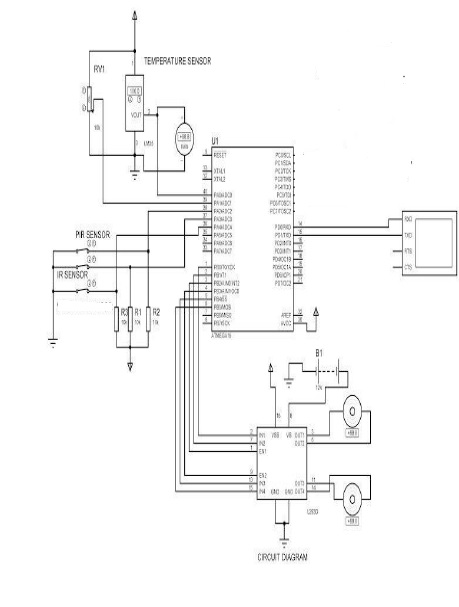 TEMPERATURE SENSOR
RV1
10k
VOUT
LM35
U1
RESET
XTAL1
XTAL2
PC0/SCL
PC1/SDA
PC2/TCK
PC3/TMS
PC4/TDO
PC5/TDI
PC6/TOSC1
PC7/TOSC2
PA0/ADC0
PA1/ADC1
PA2/ADC2
PA3/ADC3
PA4/ADC4
PA5/ADC5
PA6/ADC6
PA7/ADC7
PD0/RXD
PD1/TXD
PD2/INT0
PD3/INT1
PD4/OC1B
PD5/OC1A
PD6/ICP1
PD7/OC2
RXD
TXD
RTS
CTS
PIR SENSOR
IR SENSOR
PB0/T0/XCK
PB1/T1
PB2/AIN0/INT2
PB3/AIN1/OC0
PB4/SS
PB5/MOSI
PB6/MISO
PB7/SCK
AREF
AVCC
ATMEGA16
R3
10k
R1
10k
R2
B1
12V
IN1
IN2
EN1
EN2
IN3
IN4
VSS
VS
OUT1
OUT2
OUT3
OUT4
GND
GND
L293D
CIRCUIT DIAGRAM